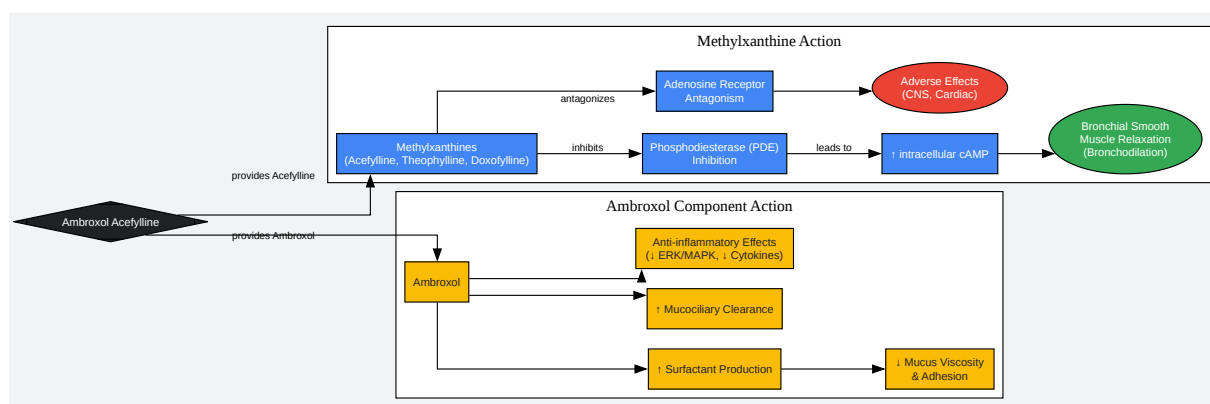 Methylxanthine Action
Adenosine Receptor
Antagonism
Adverse Effects
(CNS, Cardiac)
antagonizes
Methylxanthines
(Acefylline, Theophylline, Doxofylline)
inhibits
Phosphodiesterase (PDE)
Inhibition
leads to
↑ intracellular cAMP
Bronchial Smooth
Muscle Relaxation
(Bronchodilation)
provides Acefylline
Ambroxol Acefylline
provides Ambroxol
Ambroxol Component Action
Anti-inflammatory Effects
(↓ ERK/MAPK, ↓ Cytokines)
Ambroxol
↑ Mucociliary Clearance
↑ Surfactant Production
↓ Mucus Viscosity
& Adhesion